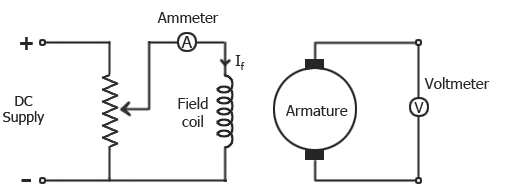 Ammeter
+
A
If
DC
Supply
Field
coil
Armature
Voltmeter
V
−